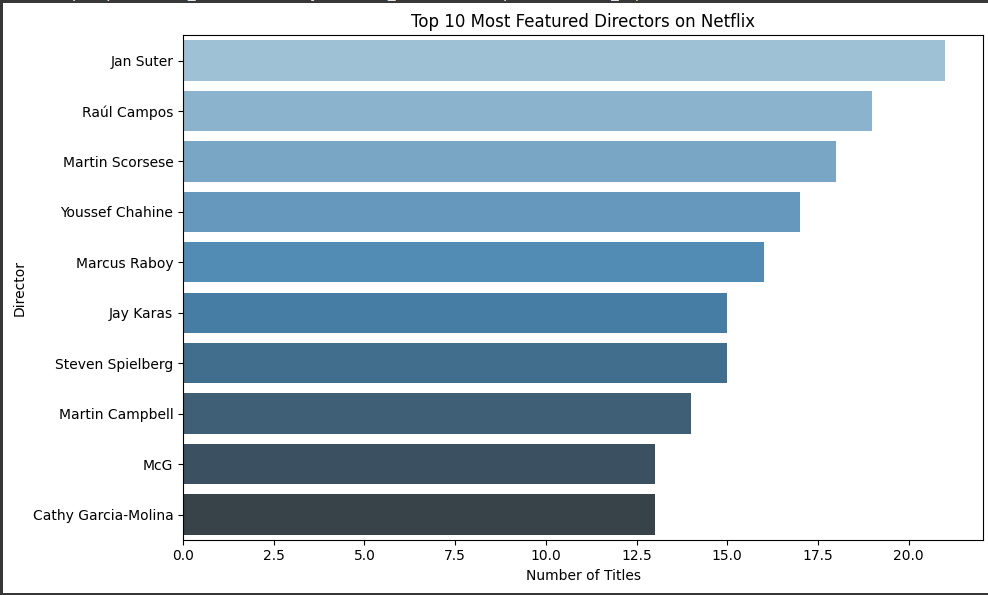 Top 10 Most Featured Directors on Netflix
Jan Suter
Raúl Campos
Martin Scorsese
Youssef Chahine
Marcus Raboy
Jay Karas
Steven Spielberg
Martin Campbell
McG
Cathy Garcia-Molina
Director
0.0 2.5 5.0 7.5 10.0 12.5 15.0 17.5 20.0
Number of Titles